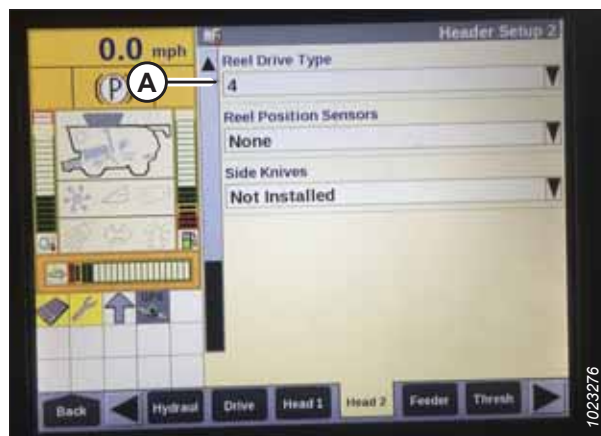 0.0 mph
(P)
A
Header Setup 2
Reel Drive Type
4
Reel Position Sensors
None
Side Knives
Not Installed
GPS
Back
Hydraul
Drive
Head 1
Head 2
Feeder
Thresh
1023276